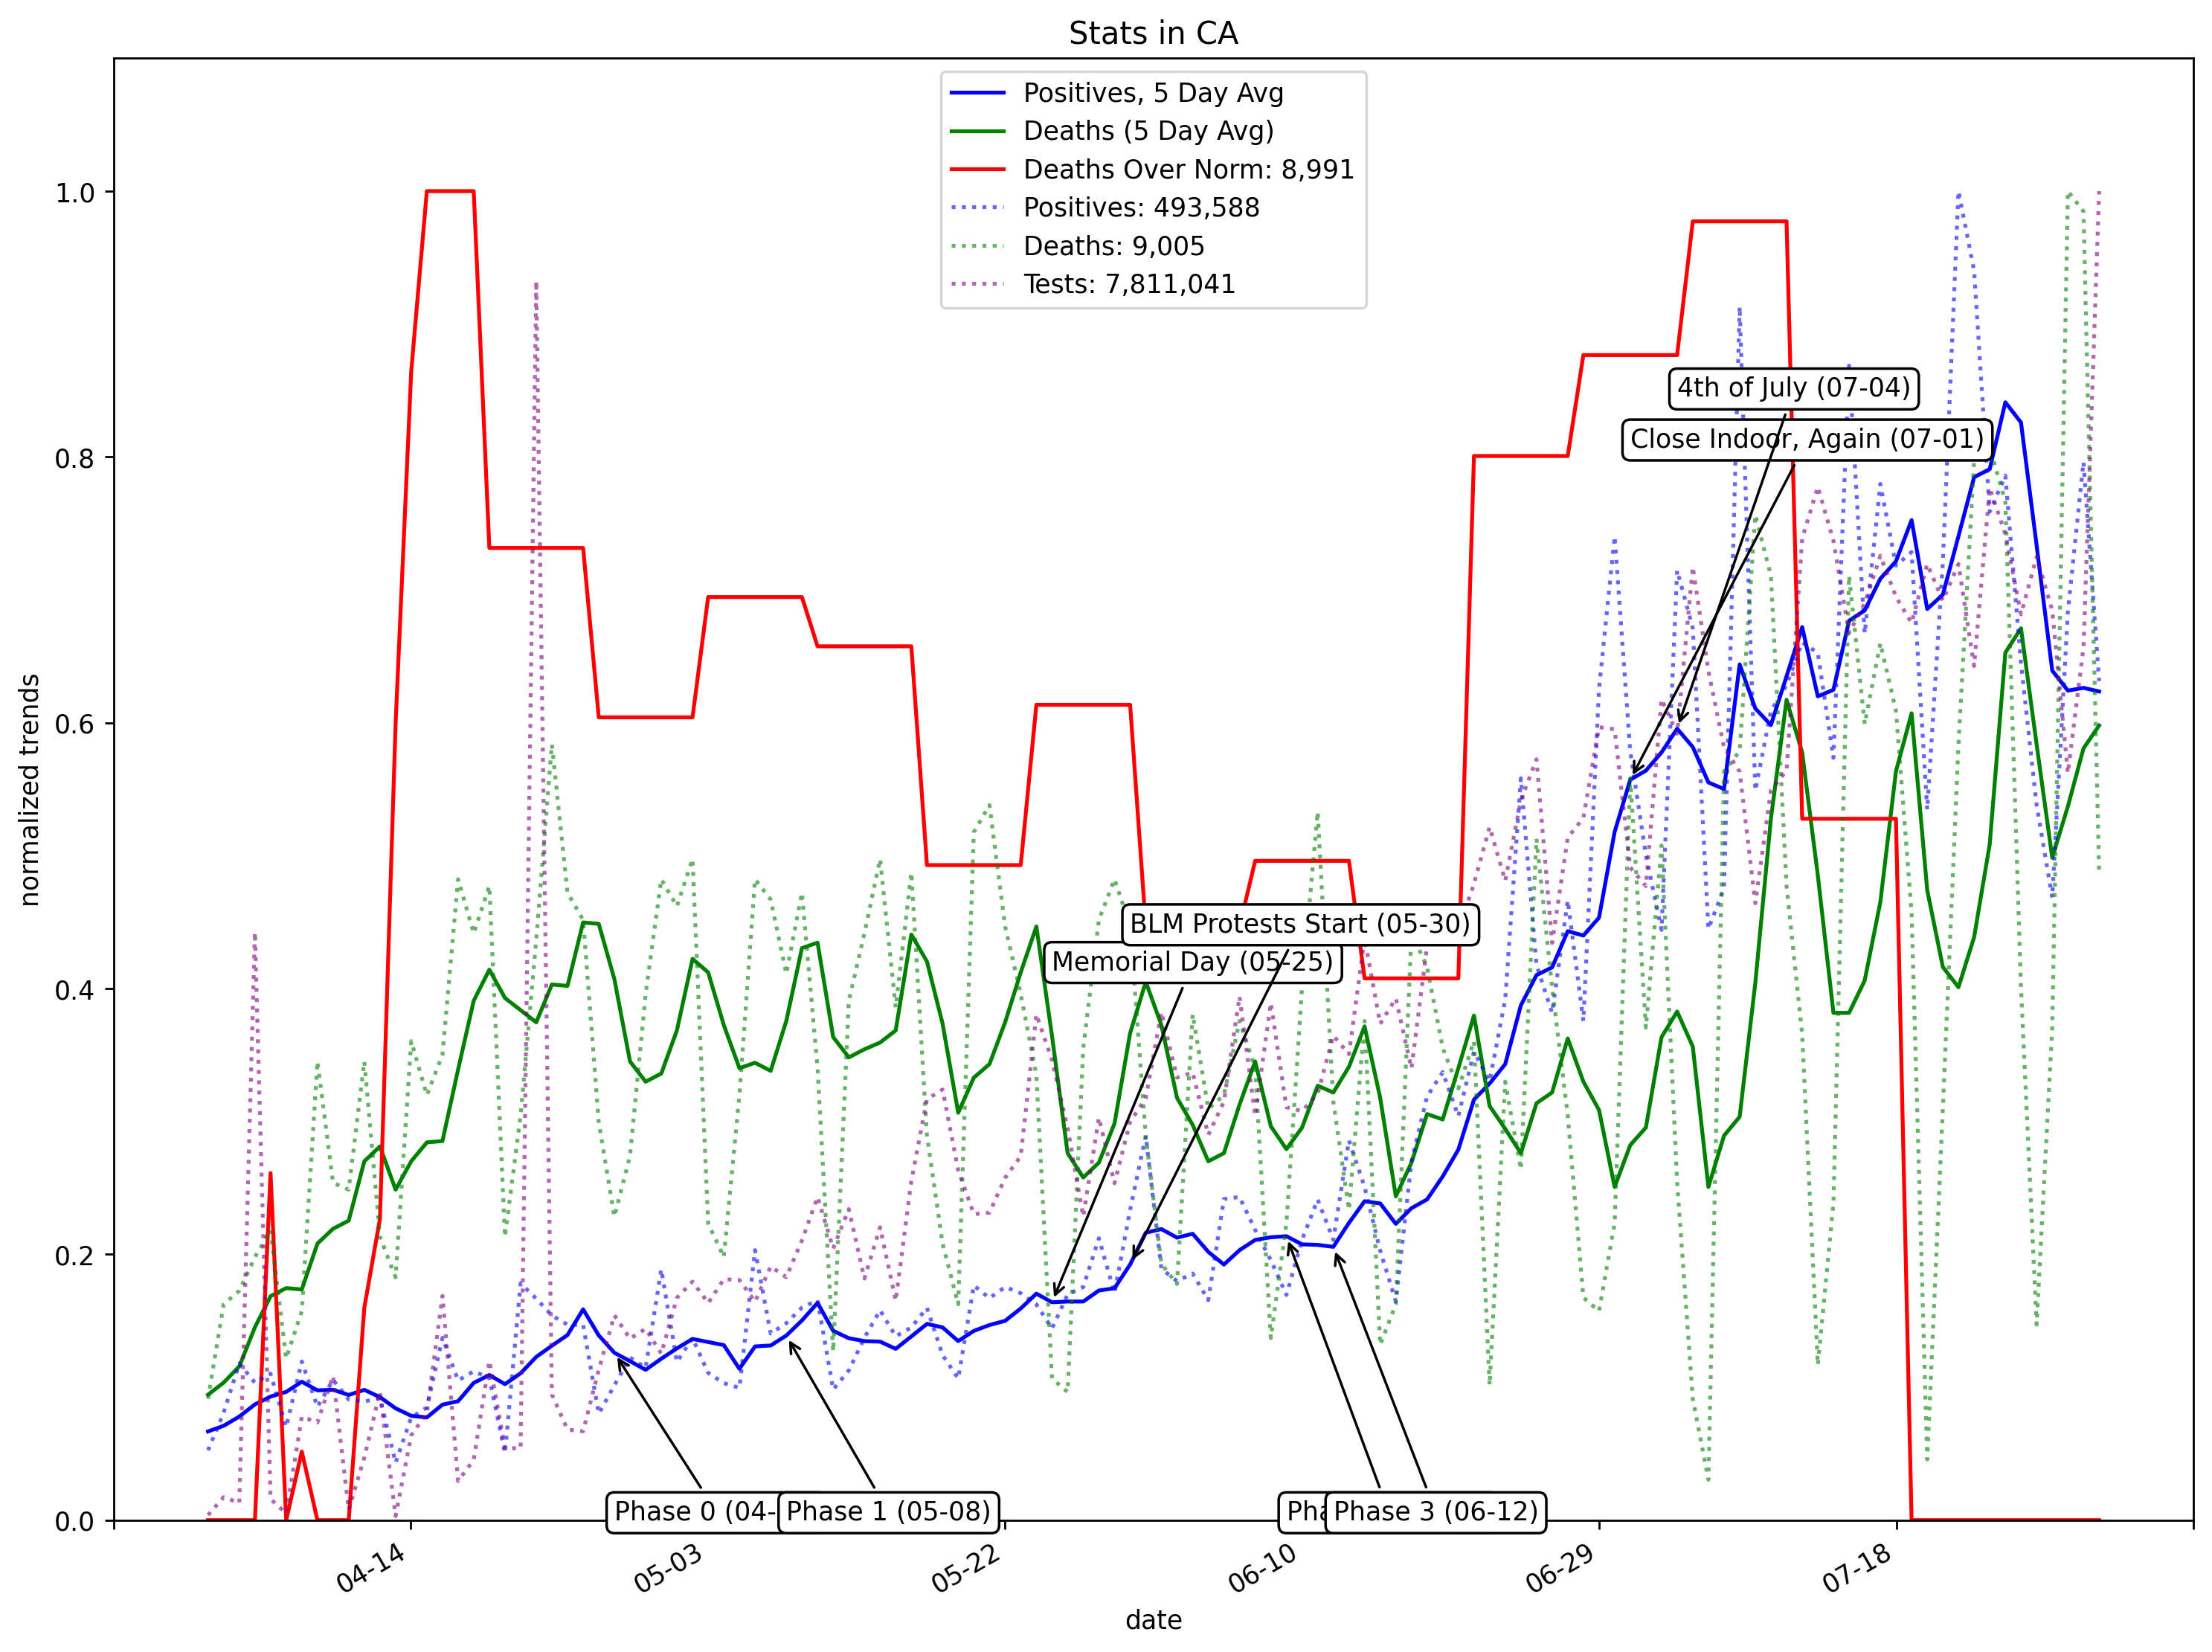 Stats in CA
Positives, 5 Day Avg
Deaths (5 Day Avg)
Deaths Over Norm: 8,991
Positives: 493,588
Deaths: 9,005
Tests: 7,811,041
1.0
0.8
0.6
0.4
0.2
0.0
normalized trends
4th of July (07-04)
Close Indoor, Again (07-01)
BLM Protests Start (05-30)
Memorial Day (05-25)
Phase 0 (04-
Phase 1 (05-08)
Pha
Phase 3 (06-12)
04-14
05-03
05-22
06-10
06-29
07-18
date